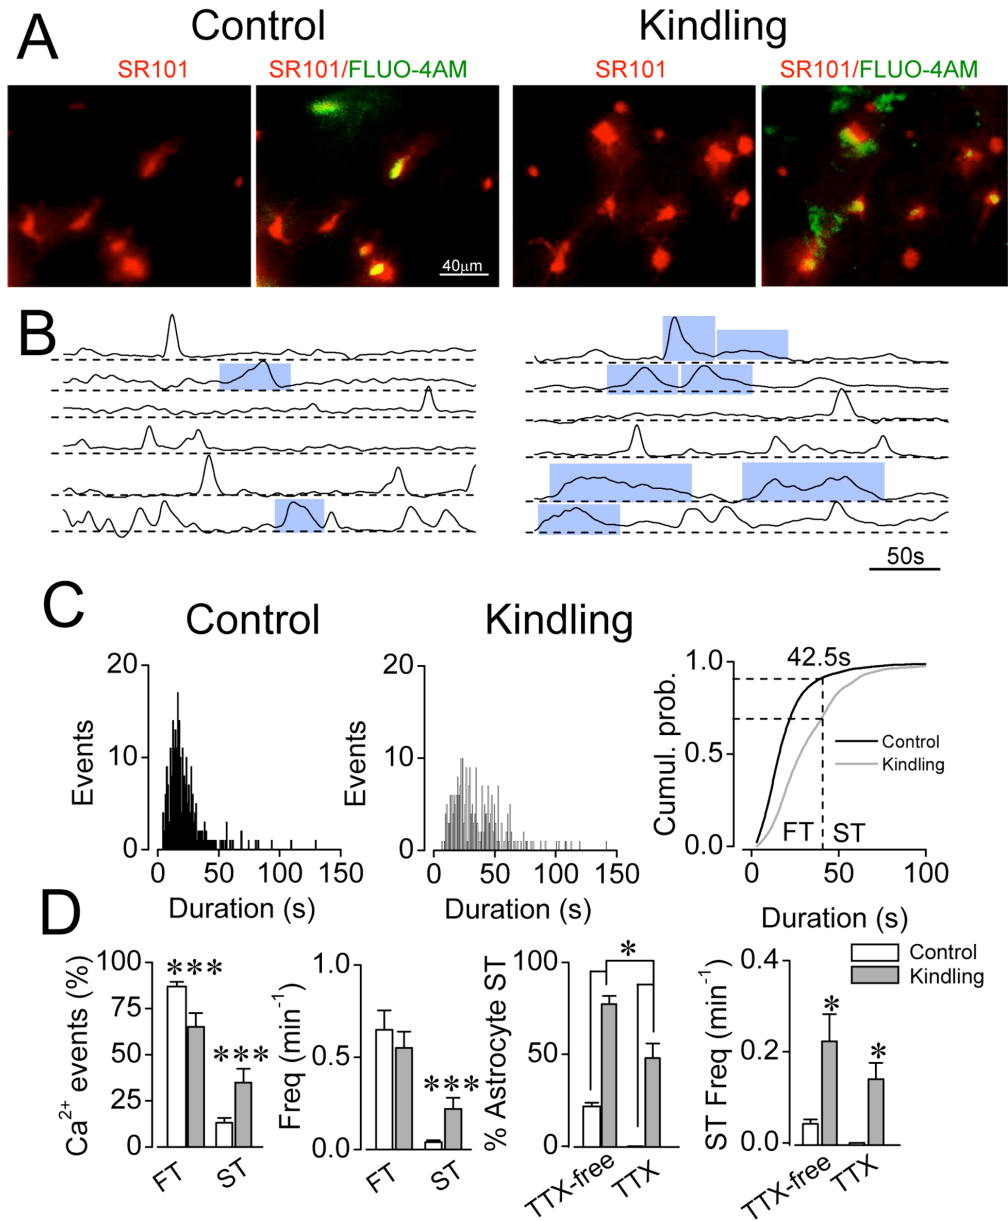 A
Control
Kindling
SR101
SR101/FLUO-4AM
SR101
SR101/FLUO-4AM
40μm
B
50s
C
Control
Kindling
20
10
0
Events
0 50 100 150
Duration (s)
20
10
0
Events
0 50 100 150
Duration (s)
1.0
0.5
0.0
Cumul. prob.
42.5s
Control
Kindling
FT ST
0 50 100
Duration (s)
D
100
75
50
25
0
Ca2+ events (%)
***
***
FT ST
1.0
0.5
0.0
Freq (min-1)
***
FT ST
100
50
0
% Astrocyte ST
*
TTX-free TTX
0.4
0.2
0.0
ST Freq (min-1)
*
*
TTX-free TTX
Control
Kindling